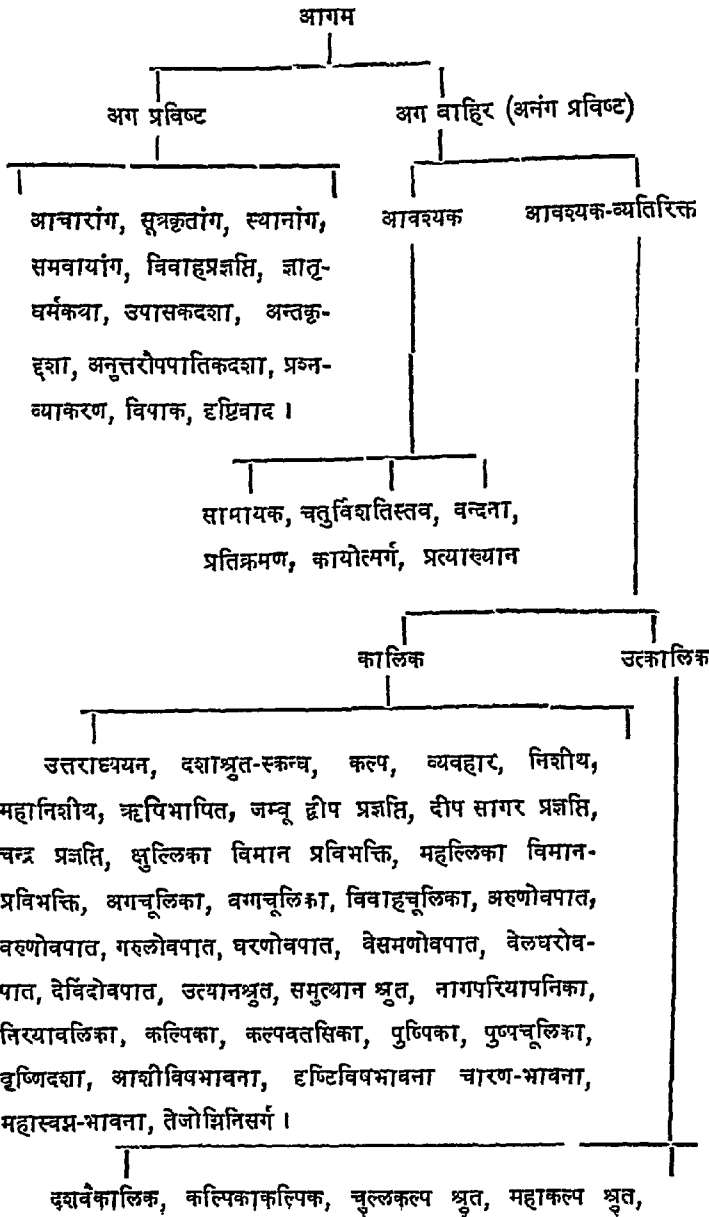 आगम
अग प्रविष्ट
अग वाहिर (अनंग प्रविष्ट)
आचारांग, सूत्रकृतांग, स्थानांग,
समवायांग, विवाहप्रज्ञप्ति, ज्ञातृ-
धर्मकथा, उपासकदशा, अन्तकृ-
द्दशा, अनुत्तरौपपातिकदशा, प्रश्न-
व्याकरण, विपाक, दृष्टिवाद ।
आवश्यक
आवश्यक-व्यतिरिक्त
सामायक, चतुर्विशतिस्तव, वन्दना,
प्रतिक्रमण, कायोत्मर्ग, प्रत्याख्यान
कालिक
उत्कालिक
उत्तराध्ययन, दशाश्रुत-स्कन्ध, कल्प, व्यवहार, निशीथ,
महानिशीथ, ऋषिभाषित, जम्बू द्वीप प्रज्ञप्ति, दीप सागर प्रज्ञप्ति,
चन्द्र प्रज्ञप्ति, क्षुल्लिका विमान प्रविभक्ति, महल्लिका विमान-
प्रविभक्ति, अगचूलिका, वग्गचूलिका, विवाहचूलिका, अरुणोवपात,
वरुणोवपात, गरुलोवपात, धरणोवपात, वेसमणोवपात, वेलधरोव-
पात, देविंदोवपात, उत्थानश्रुत, समुत्थान श्रुत, नागपरियापनिका,
निरयावलिका, कल्पिका, कल्पवतसिका, पुष्पिका, पुष्पचूलिका,
वृष्णिदशा, आशीविषभावना, दृष्टिविषभावना चारण-भावना,
महास्वप्न-भावना, तेजोग्निनिसर्ग ।
दशवैकालिक, कल्पिकाकल्पिक, चुल्लकल्प श्रुत, महाकल्प श्रुत,